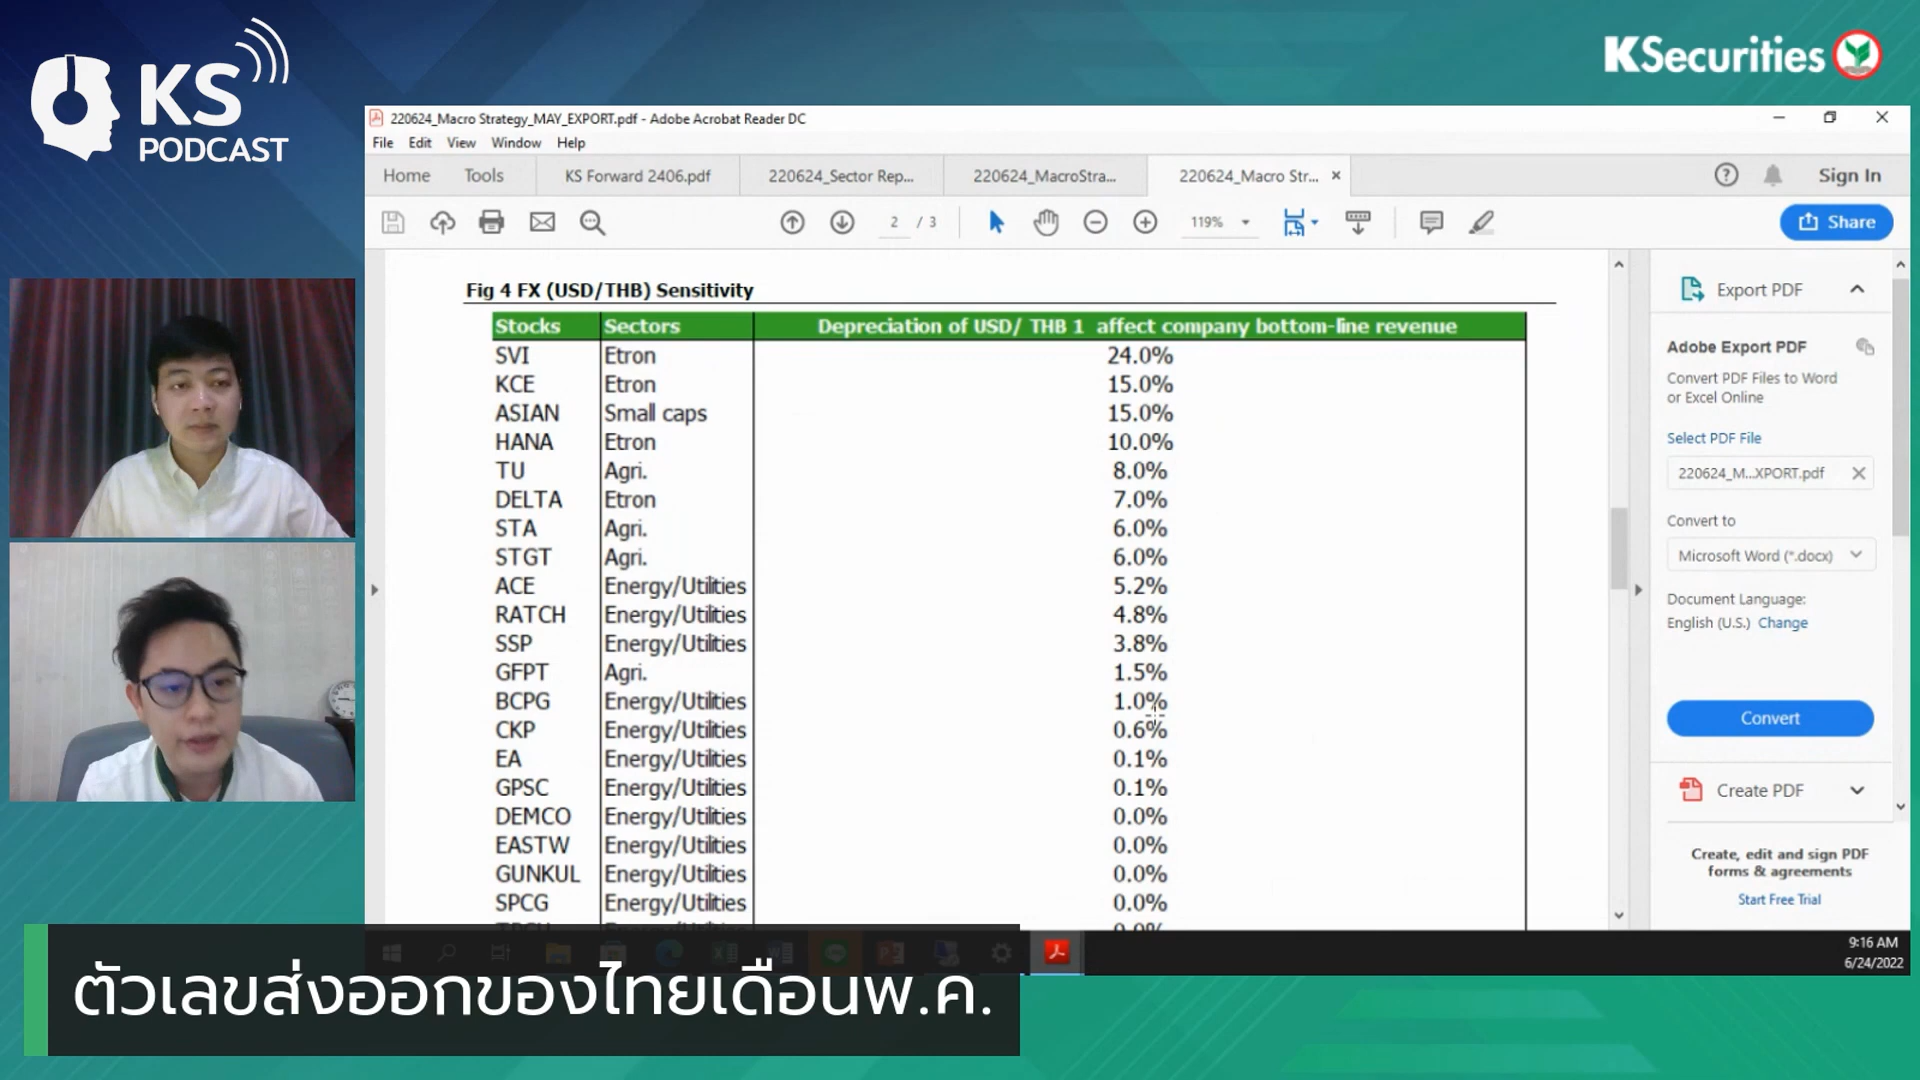 KS
PODCAST
KSecurities
220624_Macro Strategy_MAY_EXPORT.pdf - Adobe Acrobat Reader DC
File Edit View Window Help
Home Tools KS Forward 2406.pdf 220624_Sector Rep... 220624_MacroStra... 220624_Macro Str... Sign In
2 / 3 119% Share
Fig 4 FX (USD/THB) Sensitivity
Stocks Sectors Depreciation of USD/ THB 1 affect company bottom-line revenue
SVI Etron 24.0%
KCE Etron 15.0%
ASIAN Small caps 15.0%
HANA Etron 10.0%
TU Agri. 8.0%
DELTA Etron 7.0%
STA Agri. 6.0%
STGT Agri. 6.0%
ACE Energy/Utilities 5.2%
RATCH Energy/Utilities 4.8%
SSP Energy/Utilities 3.8%
GFPT Agri. 1.5%
BCPG Energy/Utilities 1.0%
CKP Energy/Utilities 0.6%
EA Energy/Utilities 0.1%
GPSC Energy/Utilities 0.1%
DEMCO Energy/Utilities 0.0%
EASTW Energy/Utilities 0.0%
GUNKUL Energy/Utilities 0.0%
SPCG Energy/Utilities 0.0%
Export PDF
Adobe Export PDF
Convert PDF Files to Word
or Excel Online
Select PDF File
220624_M...XPORT.pdf
Convert to
Microsoft Word (*.docx)
Document Language:
English (U.S.) Change
Convert
Create PDF
Create, edit and sign PDF
forms & agreements
Start Free Trial
9:16 AM
6/24/2022
ตัวเลขส่งออกของไทยเดือนพ.ค.